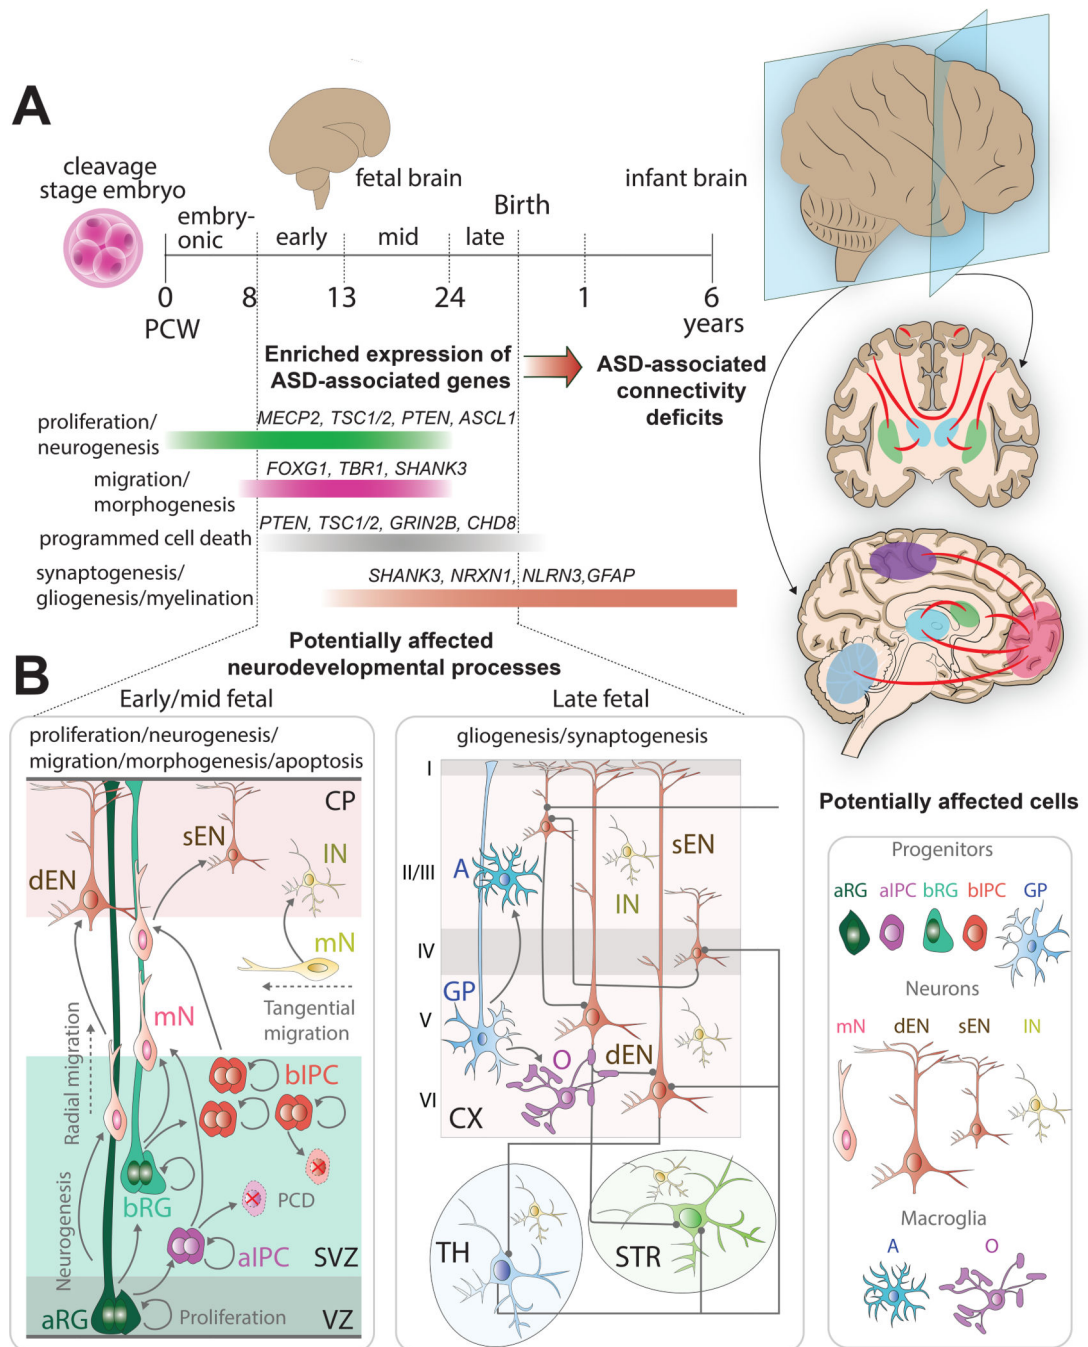 A
cleavage
stage embryo
fetal brain
infant brain
Birth
embry-
onic
early
mid
late
0
8
13
24
1
6
PCW
years
Enriched expression of
ASD-associated genes
ASD-associated
connectivity
deficits
proliferation/
neurogenesis
MECP2, TSC1/2, PTEN, ASCL1
migration/
morphogenesis
FOXG1, TBR1, SHANK3
programmed cell death
PTEN, TSC1/2, GRIN2B, CHD8
synaptogenesis/
gliogenesis/myelination
SHANK3, NRXN1, NLRN3,GFAP
Potentially affected
neurodevelopmental processes
B
Early/mid fetal
proliferation/neurogenesis/
migration/morphogenesis/apoptosis
CP
sEN
IN
dEN
mN
mN
Tangential
migration
Radial migration
bIPC
Neurogenesis
bRG
PCD
aIPC
SVZ
aRG
Proliferation
VZ
Late fetal
gliogenesis/synaptogenesis
I
II/III
A
sEN
IN
IV
GP
V
O
dEN
VI
CX
TH
STR
Potentially affected cells
Progenitors
aRG
aIPC
bRG
bIPC
GP
Neurons
mN
dEN
sEN
IN
Macroglia
A
O